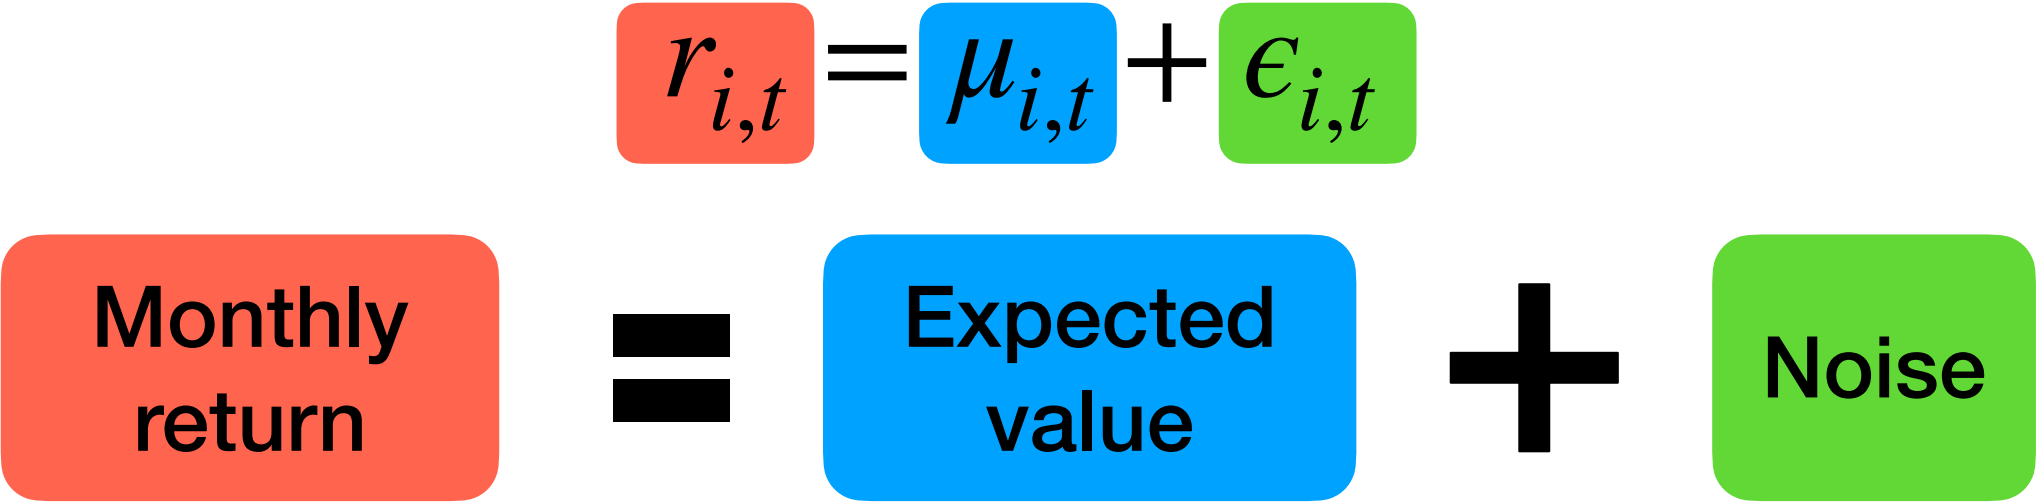 r_{i,t} = μ_{i,t} + ϵ_{i,t}
Monthly return = Expected value + Noise